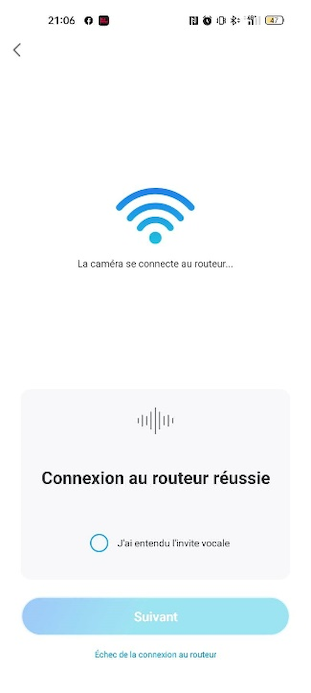 21:06
47
La caméra se connecte au routeur...
Connexion au routeur réussie
J'ai entendu l'invite vocale
Suivant
Échec de la connexion au routeur